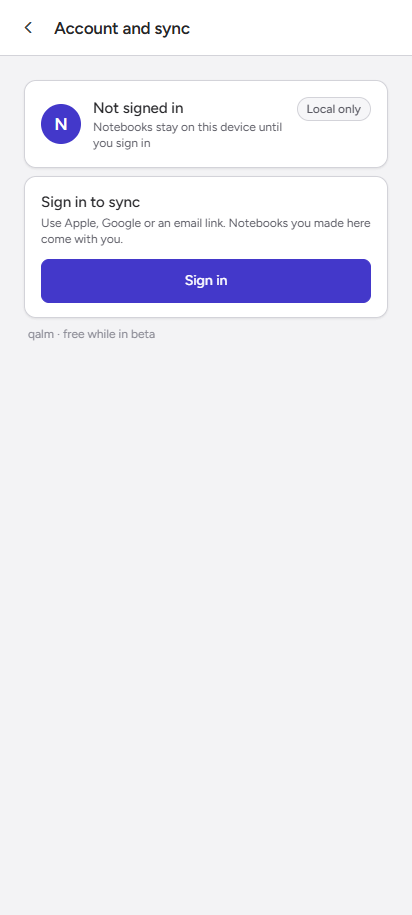 Account and sync
N
Not signed in
Local only
Notebooks stay on this device until
you sign in
Sign in to sync
Use Apple, Google or an email link. Notebooks you made here
come with you.
Sign in
qalm · free while in beta